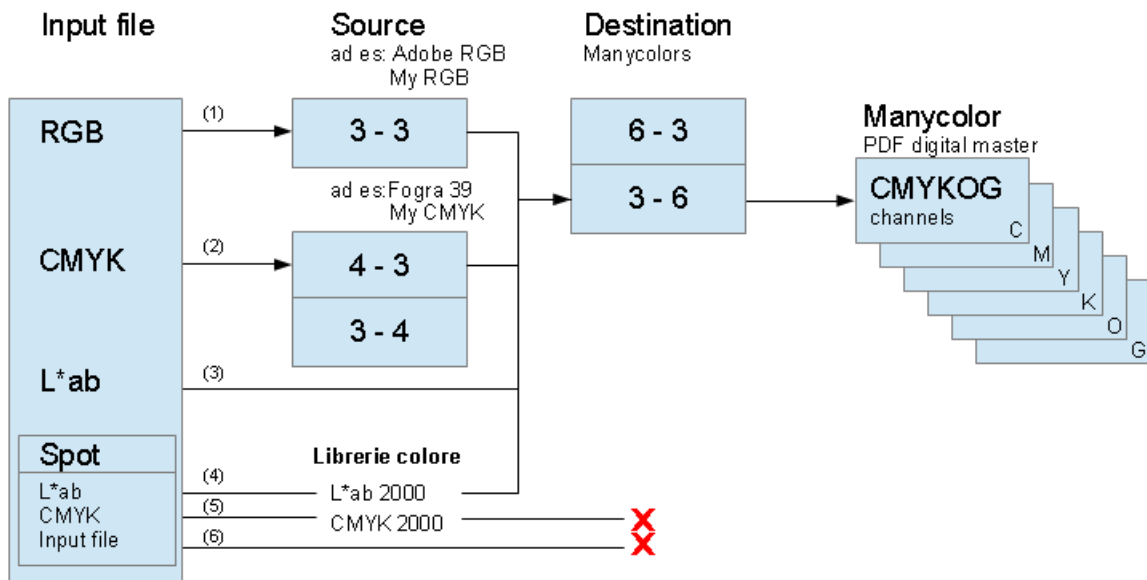 Input file
RGB
CMYK
L*ab
Spot
L*ab
CMYK
Input file
(1)
(2)
(3)
(4)
(5)
(6)
Source
ad es: Adobe RGB
My RGB
3 - 3
ad es:Fogra 39
My CMYK
4 - 3
3 - 4
Librerie colore
L*ab 2000
CMYK 2000
X
X
Destination
Manycolors
6 - 3
3 - 6
Manycolor
PDF digital master
CMYKOG
channels
C
M
Y
K
O
G